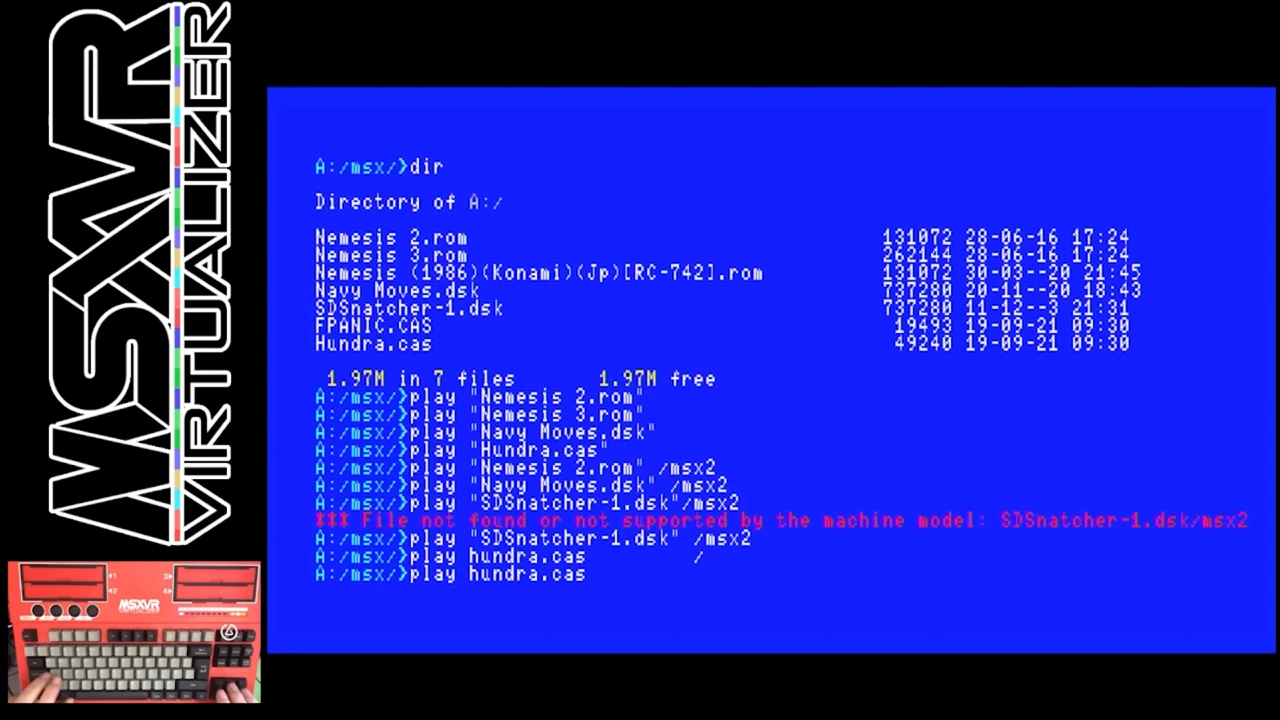 MSXVR
VIRTUALIZER
A:/msx/>dir
Directory of A:/
Nemesis 2.rom 131072 28-06-16 17:24
Nemesis 3.rom 262144 28-06-16 17:24
Nemesis (1986)(Konami)(Jp)[RC-742].rom 131072 30-03--20 21:45
Navy Moves.dsk 737280 20-11--20 18:43
SDSnatcher-1.dsk 737280 11-12--3 21:31
FPANIC.CAS 19493 19-09-21 09:30
Hundra.cas 49240 19-09-21 09:30
1.97M in 7 files 1.97M free
A:/msx/>play "Nemesis 2.rom"
A:/msx/>play "Nemesis 3.rom"
A:/msx/>play "Navy Moves.dsk"
A:/msx/>play "Hundra.cas"
A:/msx/>play "Nemesis 2.rom" /msx2
A:/msx/>play "Navy Moves.dsk" /msx2
A:/msx/>play "SDSnatcher-1.dsk"/msx2
*** File not found or not supported by the machine model: SDSnatcher-1.dsk/msx2
A:/msx/>play "SDSnatcher-1.dsk" /msx2
A:/msx/>play hundra.cas /
A:/msx/>play hundra.cas
1
2
3
4
MSXVR